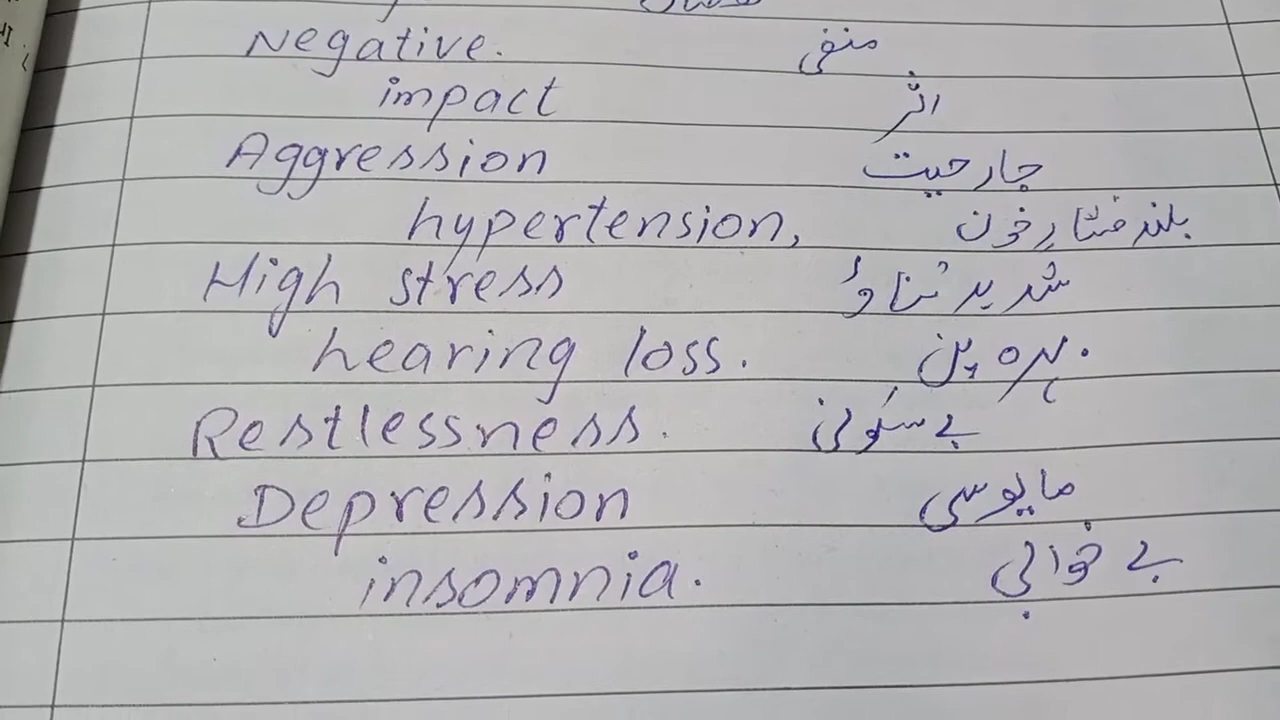 Negative. منفی
impact اثر
Aggression جارحیت
hypertension, بلند فشارِ خون
High stress شدید تناؤ
hearing loss. بہرہ پن
Restlessness. بے سکونی
Depression مایوسی
insomnia. بے خوابی